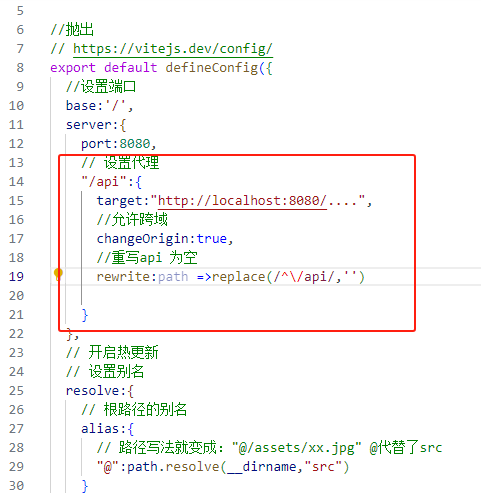 5
6 //抛出
7 // https://vitejs.dev/config/
8 export default defineConfig({
9 //设置端口
10 base:'/',
11 server:{
12 port:8080,
13 // 设置代理
14 "/api":{
15 target:"http://localhost:8080/....",
16 //允许跨域
17 changeOrigin:true,
18 //重写api 为空
19 rewrite:path =>replace(/^\/api/,'')
20
21 }
22 },
23 // 开启热更新
24 // 设置别名
25 resolve:{
26 // 根路径的别名
27 alias:{
28 // 路径写法就变成："@/assets/xx.jpg" @代替了src
29 "@":path.resolve(__dirname,"src")
30 }